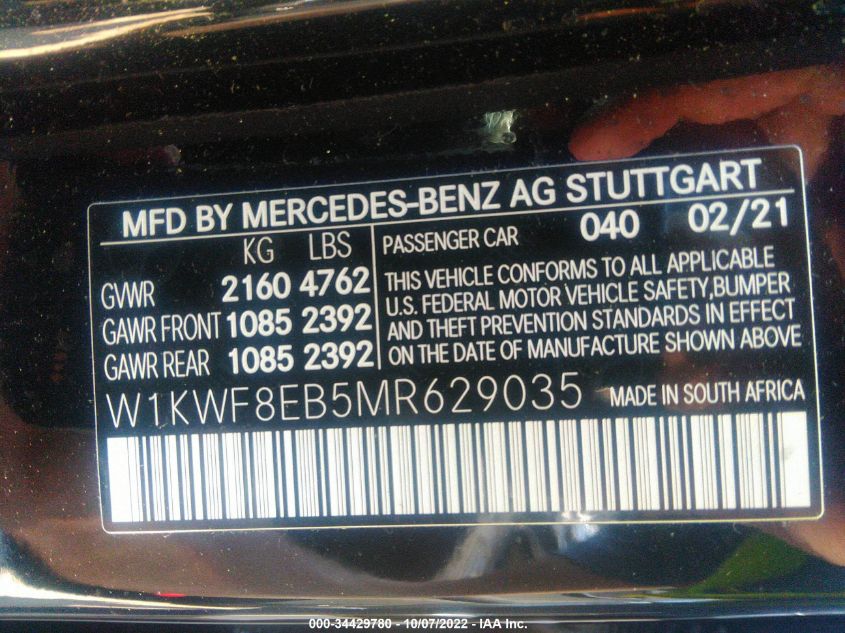 MFD BY MERCEDES-BENZ AG STUTTGART
KG LBS
GVWR 2160 4762
GAWR FRONT 1085 2392
GAWR REAR 1085 2392
PASSENGER CAR 040 02/21
THIS VEHICLE CONFORMS TO ALL APPLICABLE
U.S. FEDERAL MOTOR VEHICLE SAFETY, BUMPER
AND THEFT PREVENTION STANDARDS IN EFFECT
ON THE DATE OF MANUFACTURE SHOWN ABOVE
W1KWF8EB5MR629035 MADE IN SOUTH AFRICA
000-34429780 - 10/07/2022 - IAA Inc.